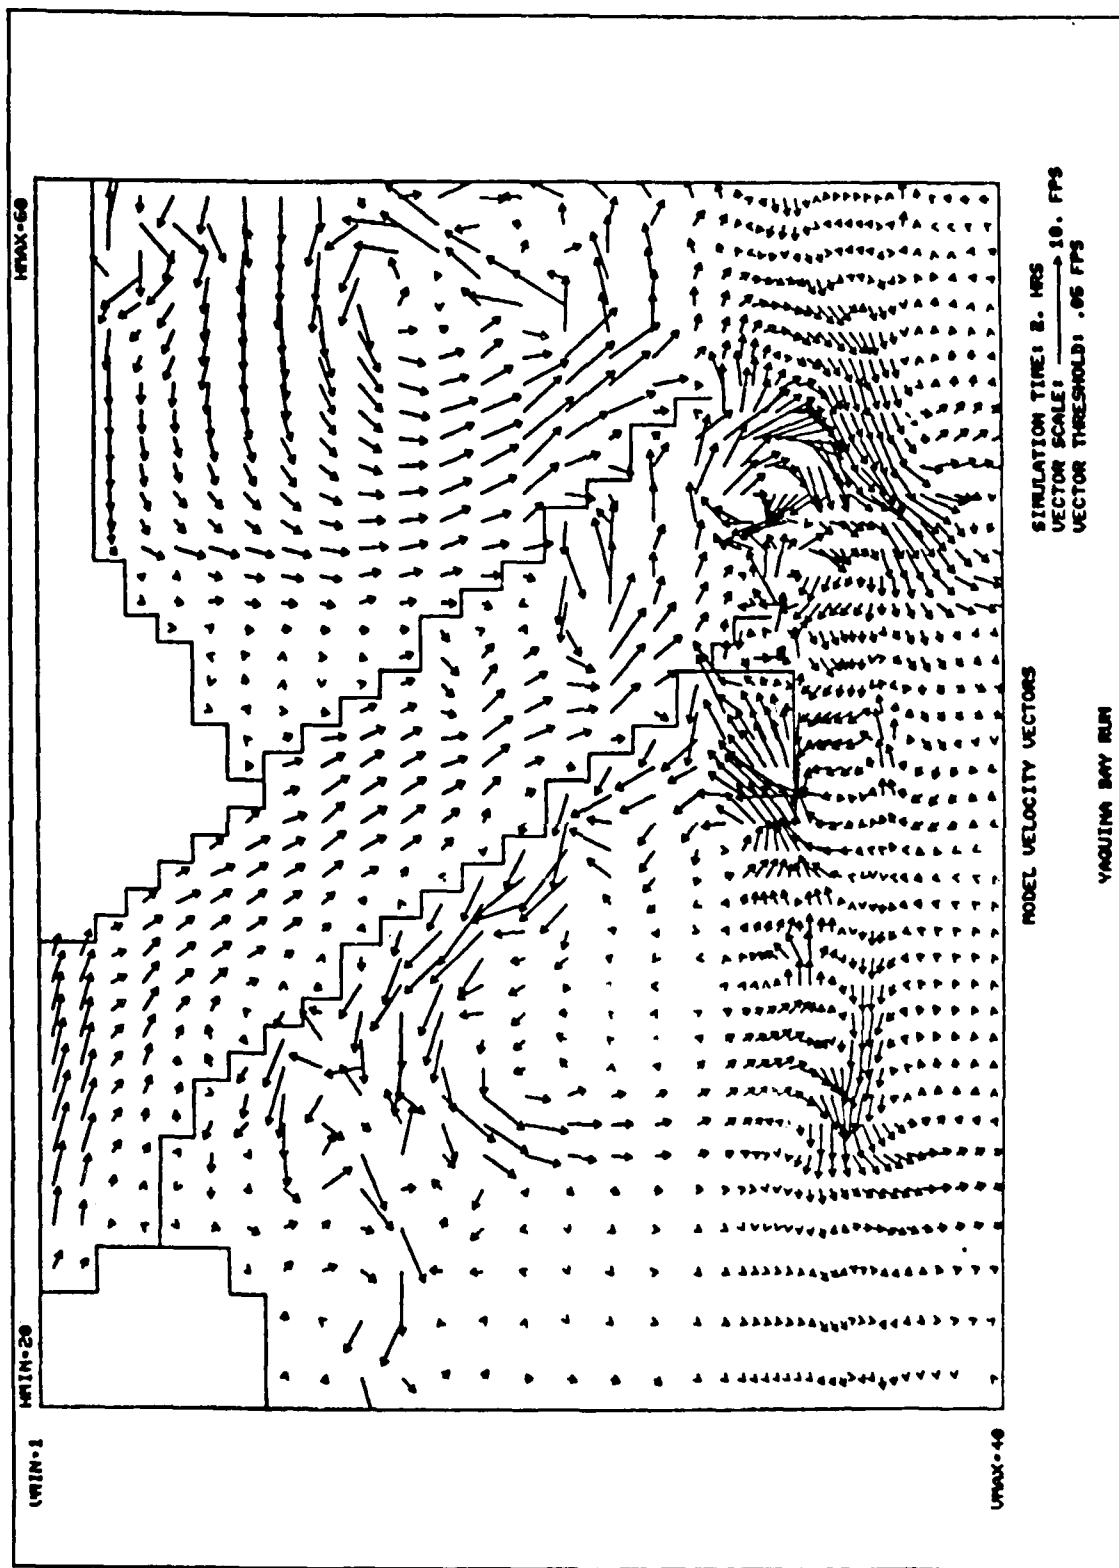 HMIN=20
HMAX=60
VMIN=1
VMAX=40
MODEL VELOCITY VECTORS
SIMULATION TIME: 2. HRS
VECTOR SCALE: 10. FPS
VECTOR THRESHOLD: .05 FPS
YAQUINA BAY RUN